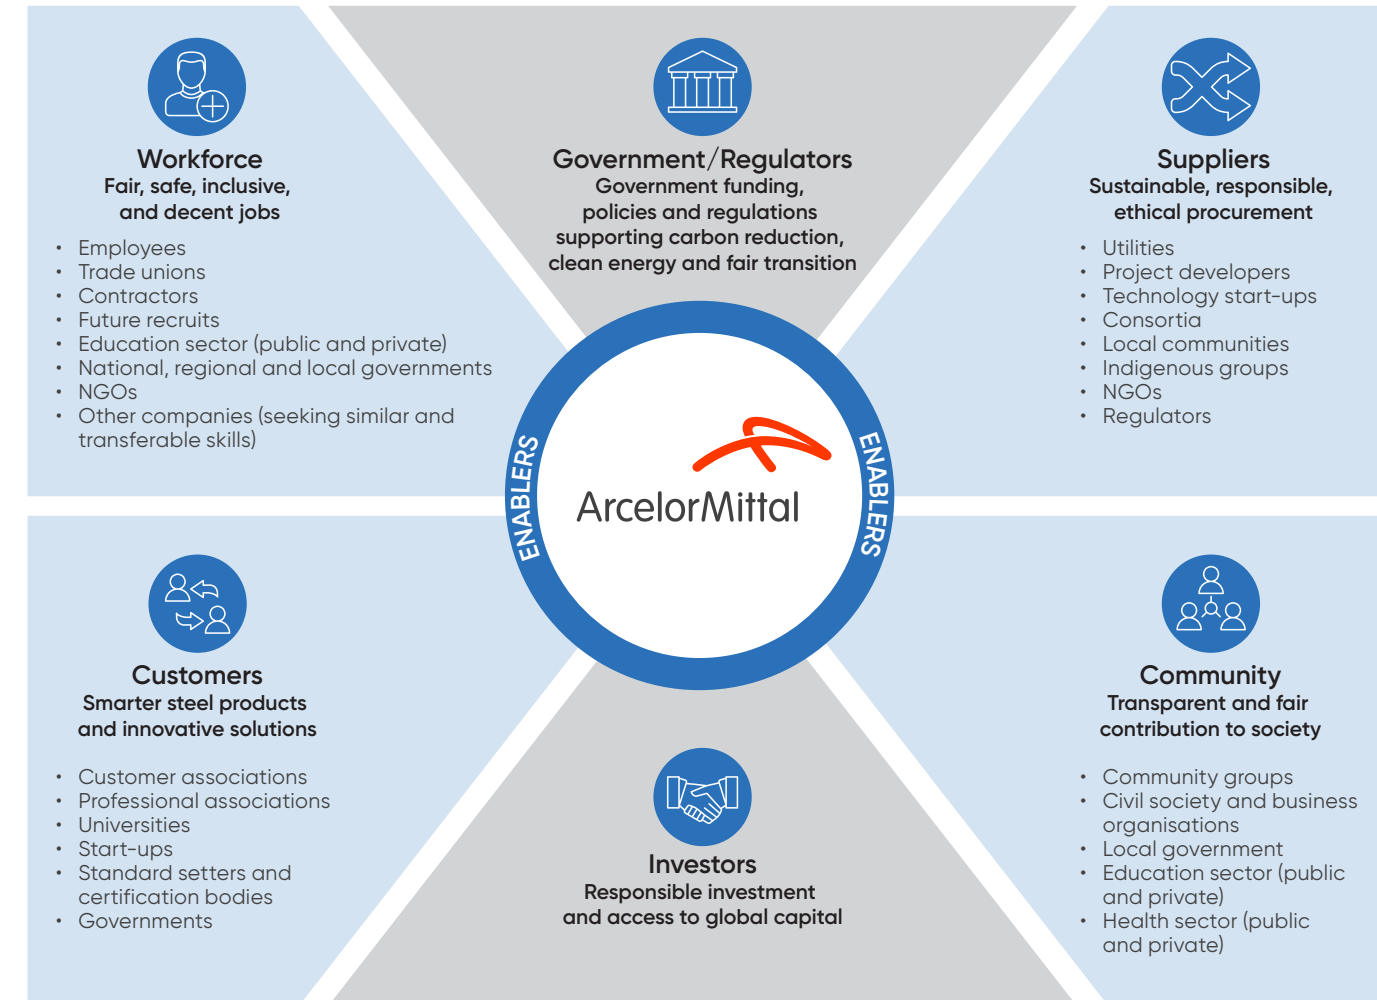 Workforce
Fair, safe, inclusive,
and decent jobs
• Employees
• Trade unions
• Contractors
• Future recruits
• Education sector (public and private)
• National, regional and local governments
• NGOs
• Other companies (seeking similar and
transferable skills)
Government/Regulators
Government funding,
policies and regulations
supporting carbon reduction,
clean energy and fair transition
Suppliers
Sustainable, responsible,
ethical procurement
• Utilities
• Project developers
• Technology start-ups
• Consortia
• Local communities
• Indigenous groups
• NGOs
• Regulators
ENABLERS
ArcelorMittal
ENABLERS
Customers
Smarter steel products
and innovative solutions
• Customer associations
• Professional associations
• Universities
• Start-ups
• Standard setters and
certification bodies
• Governments
Investors
Responsible investment
and access to global capital
Community
Transparent and fair
contribution to society
• Community groups
• Civil society and business
organisations
• Local government
• Education sector (public
and private)
• Health sector (public
and private)